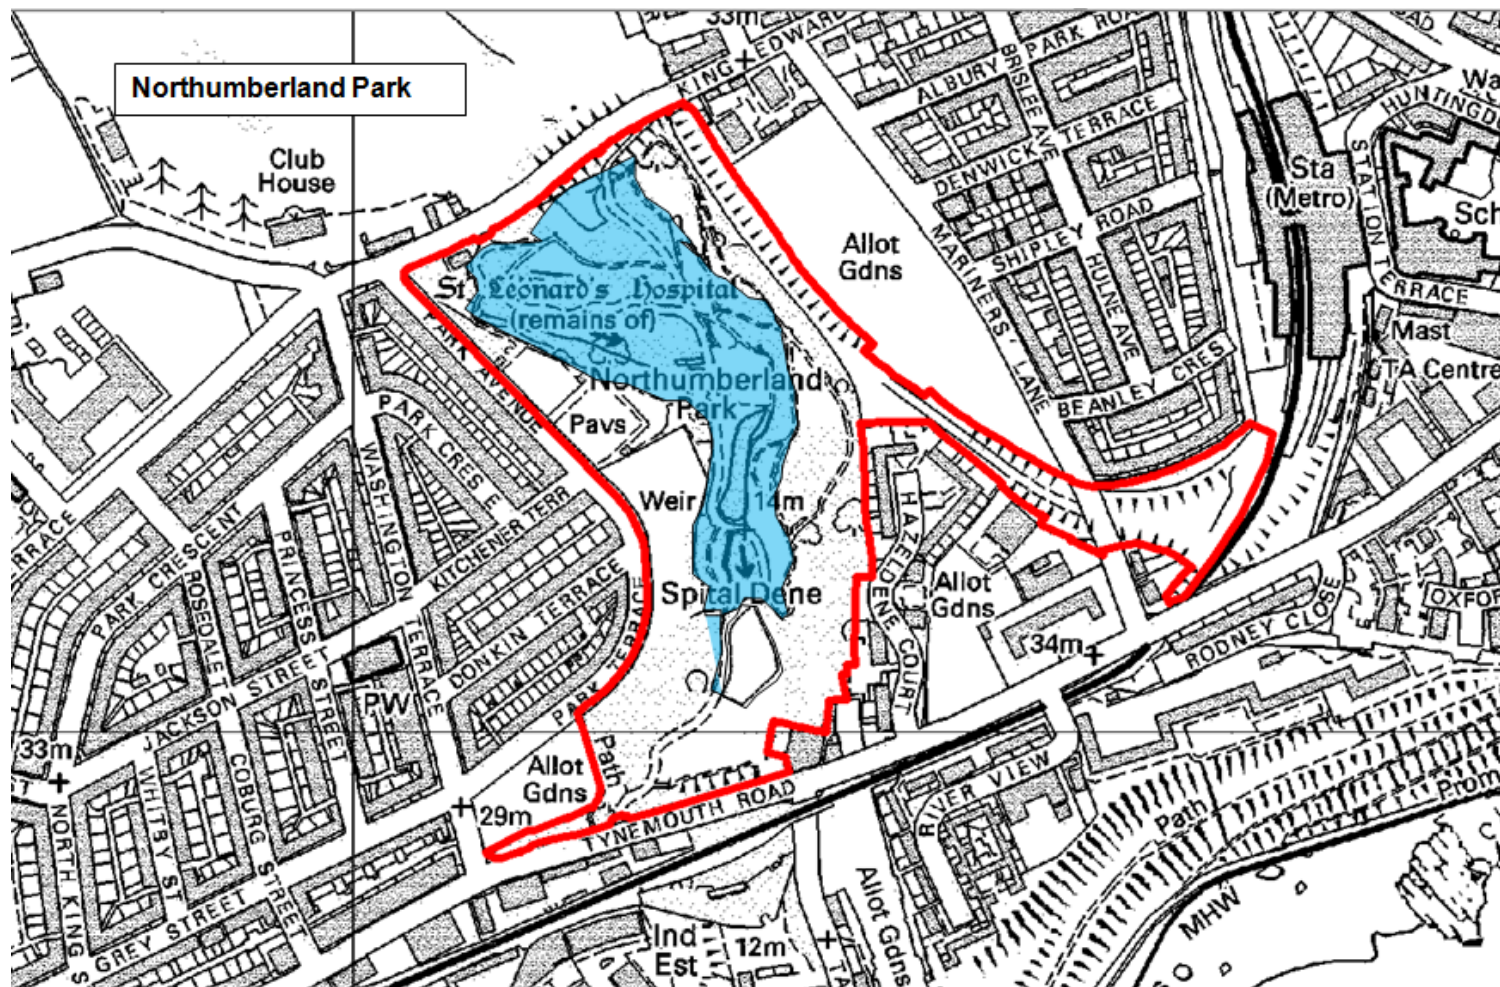 Northumberland Park
33m
KING EDWARD
ALBURY PARK ROAD
BRISLEE AVE
DENWICK TERRACE
SHIPLEY ROAD
HULNE AVE
MARINERS' LANE
BEANLEY CRES
Club
House
Allot
Gdns
Sta
(Metro)
STATION TERRACE
HUNTINGD
Wa
Sch
Mast
TA Centre
St Leonard's Hospital
(remains of)
Northumberland
Park
PARK AVENUE
Pavs
PARK CRES E
WASHINGTON
TERRACE
KITCHENER TERR
Weir
14m
Spiral Dene
HAZELDENE COURT
Allot
Gdns
PARK CRESCENT
ROSEDALE
PRINCESS STREET
JACKSON STREET
DONKIN TERRACE
PARK TERRACE
PW
34m
RODNEY CLOSE
OXFOR
33m
WHITBY ST
COBURG STREET
NORTH KING S
GREY STREET
Allot
Gdns
Path
29m
TYNEMOUTH ROAD
RIVER VIEW
Path
Prom
MHW
Allot Gdns
Ind
Est
12m
TA